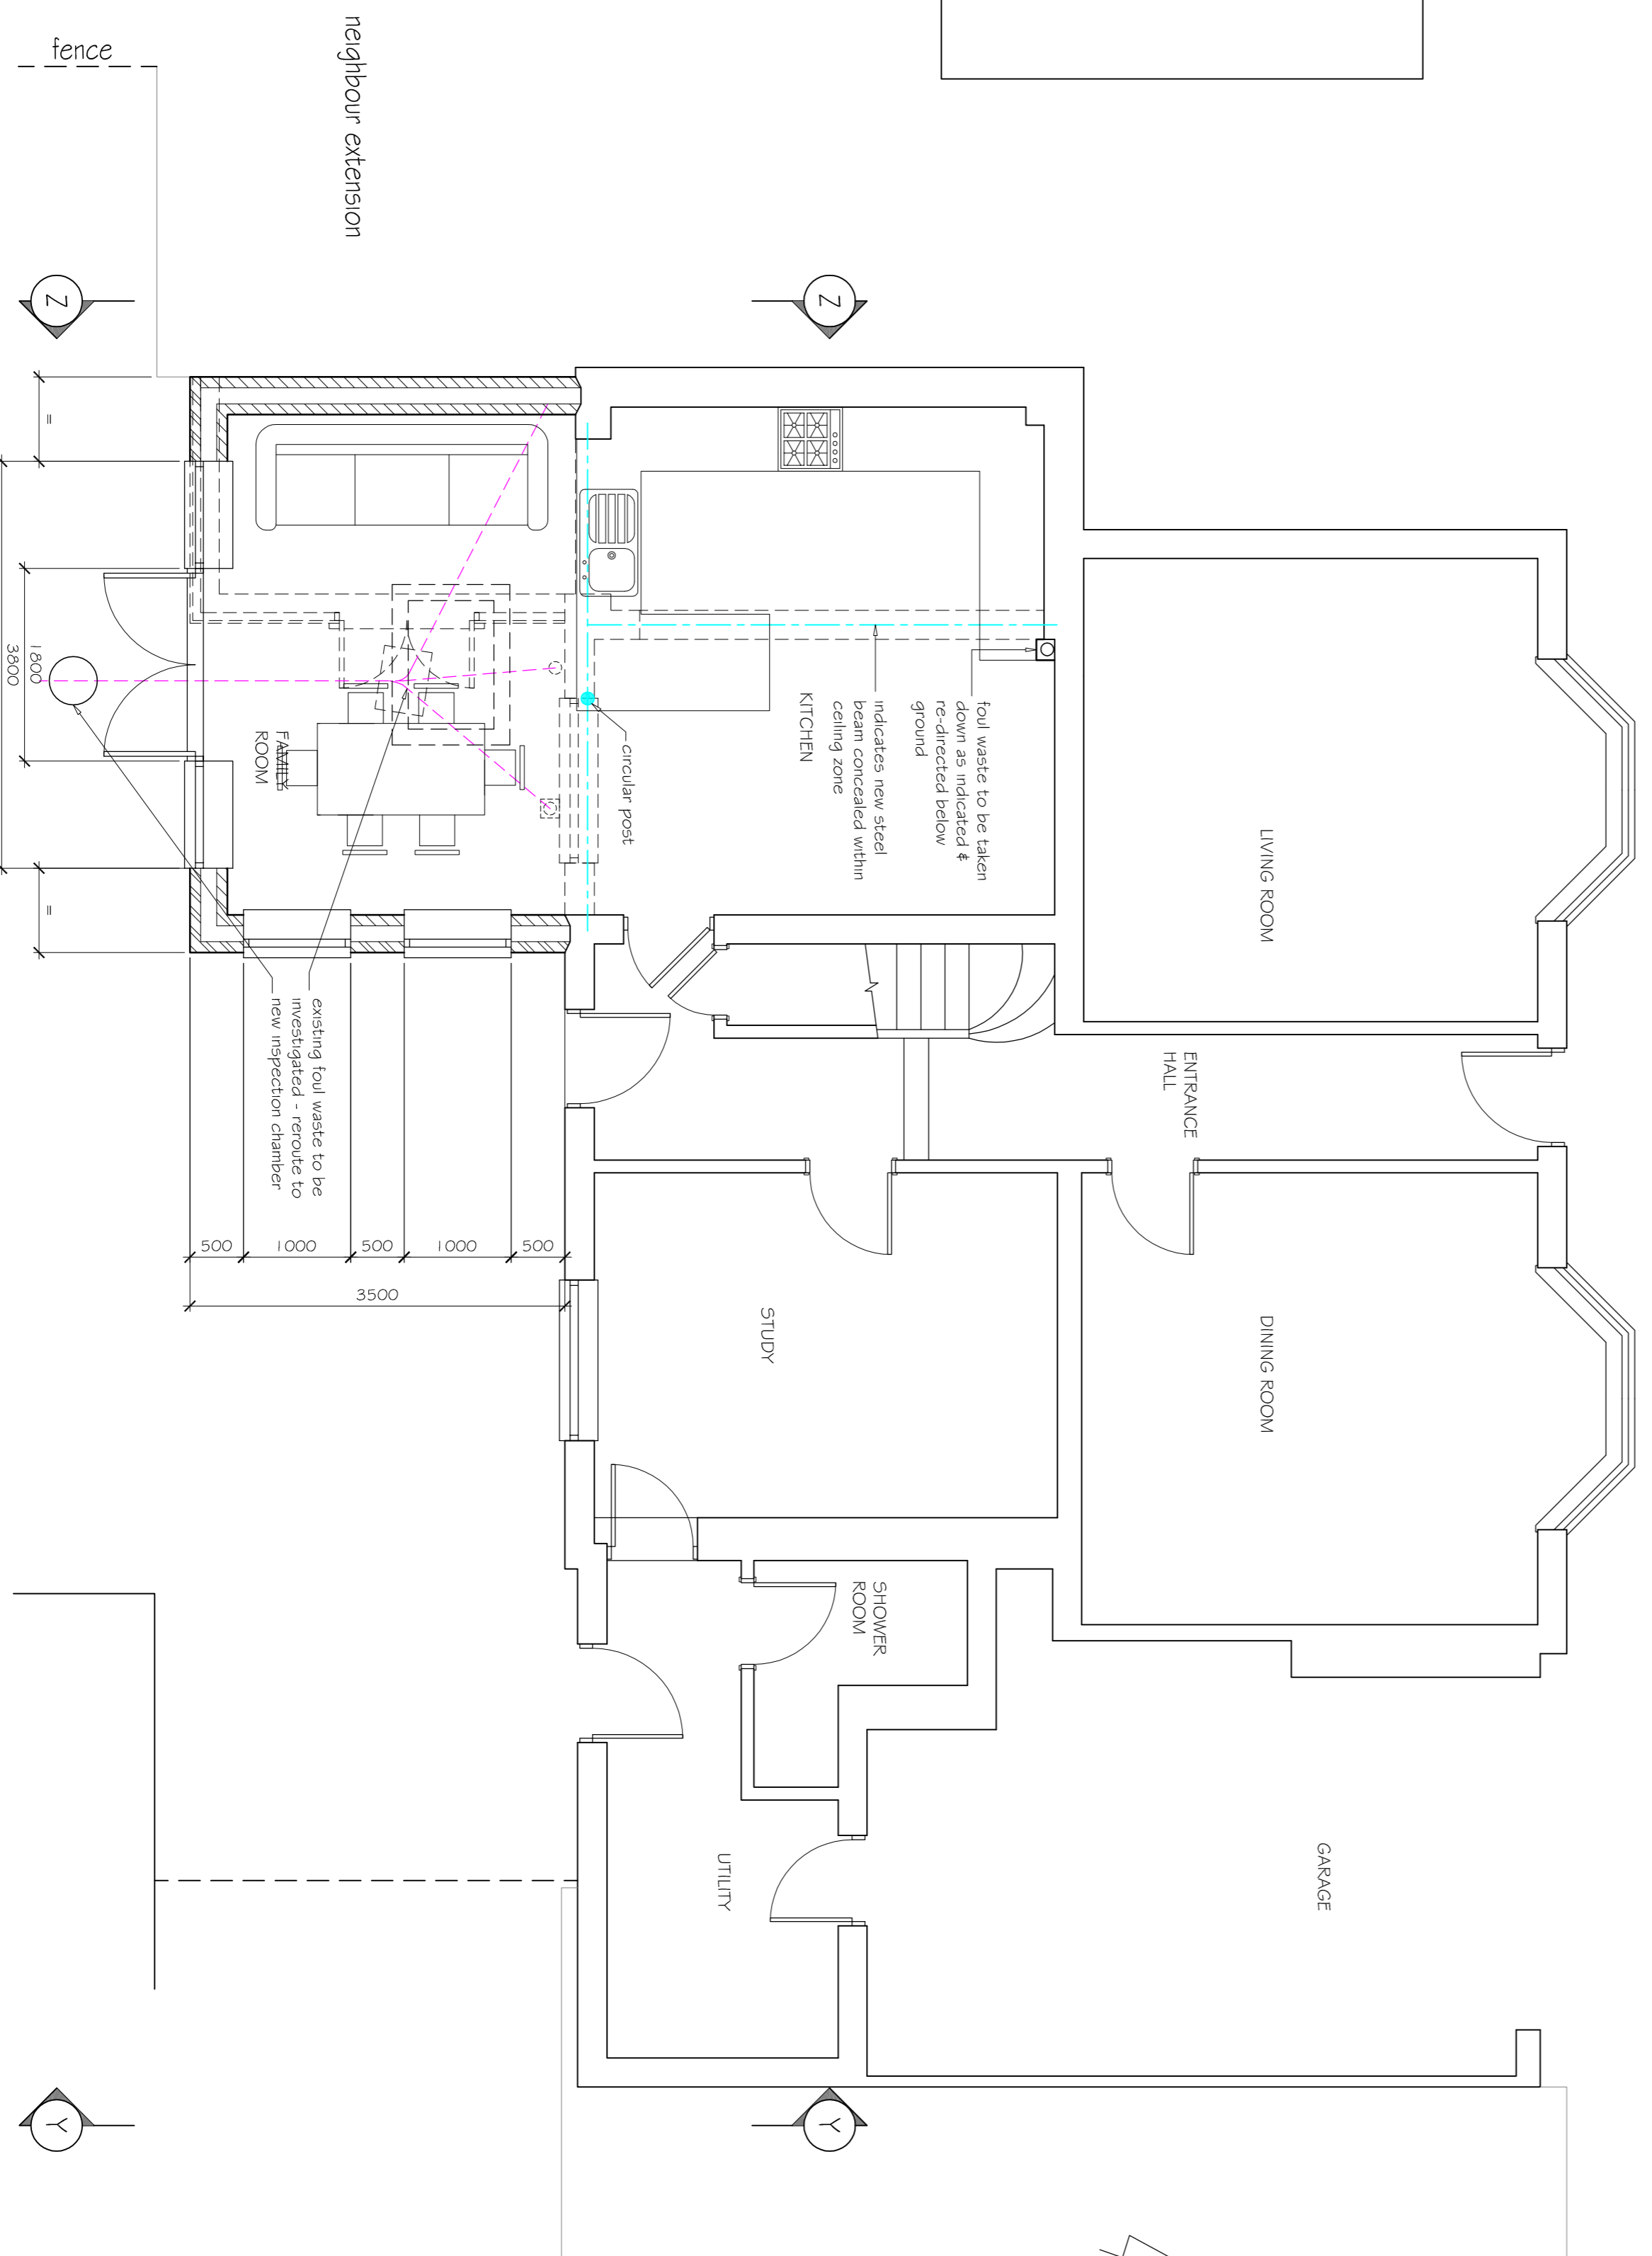 fence
neighbour extension
Z
Z
foul waste to be taken
down as indicated &
re-directed below
ground
indicates new steel
beam concealed within
ceiling zone
KITCHEN
circular post
LIVING ROOM
FAMILY
ROOM
=
1800
3800
=
ENTRANCE
HALL
existing foul waste to be
investigated - reroute to
new inspection chamber
500
1000
500
1000
500
3500
STUDY
DINING ROOM
SHOWER
ROOM
UTILITY
GARAGE
Y
Y